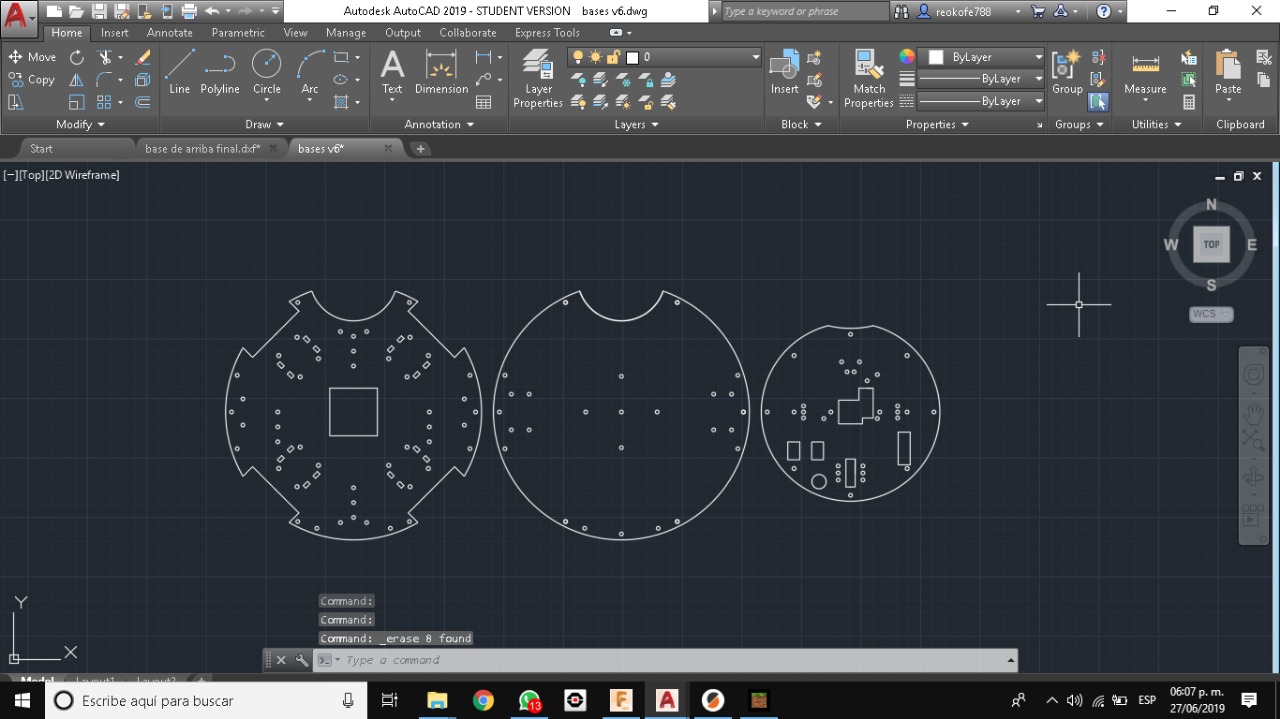 Autodesk AutoCAD 2019 - STUDENT VERSION bases v6.dwg
Type a keyword or phrase
reokofe788
Home Insert Annotate Parametric View Manage Output Collaborate Express Tools
Move
Copy
Line Polyline Circle Arc
Text Dimension
Layer Properties
0
Insert
Match Properties
ByLayer
ByLayer
ByLayer
Group
Measure
Paste
Modify Draw Annotation Layers Block Properties Groups Utilities Clipboard
Start base de arriba final.dxf* bases v6*
[−][Top][2D Wireframe]
N
W TOP E
S
WCS
Y
X
Command:
Command:
Command: _erase 8 found
Type a command
Model Layout1 Layout2
Escribe aquí para buscar
13
ESP
06:07 p. m.
27/06/2019